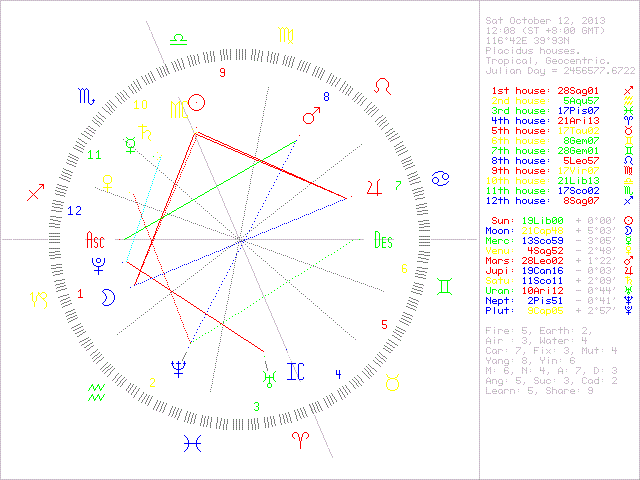 Sat October 12, 2013
12:08 (ST +8:00 GMT)
116°42E 39°93N
Placidus houses.
Tropical, Geocentric.
Julian Day = 2456577.6722
1st house: 28Sag01
2nd house: 5Aqu57
3rd house: 17Pis07
4th house: 21Ari13
5th house: 17Tau02
6th house: 8Gem07
7th house: 28Gem01
8th house: 5Leo57
9th house: 17Vir07
10th house: 21Lib13
11th house: 17Sco02
12th house: 8Sag07
Sun: 19Lib00 + 0°00'
Moon: 21Cap48 + 5°03'
Merc: 13Sco59 - 3°05'
Venu: 4Sag52 - 2°48'
Mars: 28Leo02 + 1°22'
Jupi: 19Can16 - 0°03'
Satu: 11Sco11 + 2°09'
Uran: 10Ari12 - 0°44'
Nept: 2Pis51 - 0°41'
Plut: 9Cap05 + 2°57'
Fire: 5, Earth: 2,
Air : 3, Water: 4
Car: 7, Fix: 3, Mut: 4
Yang: 8, Yin: 6
M: 6, N: 4, A: 7, D: 3
Ang: 5, Suc: 3, Cad: 2
Learn: 5, Share: 9
9
10
8
11
7
12
Asc
Des
6
1
5
2
IC
4
3